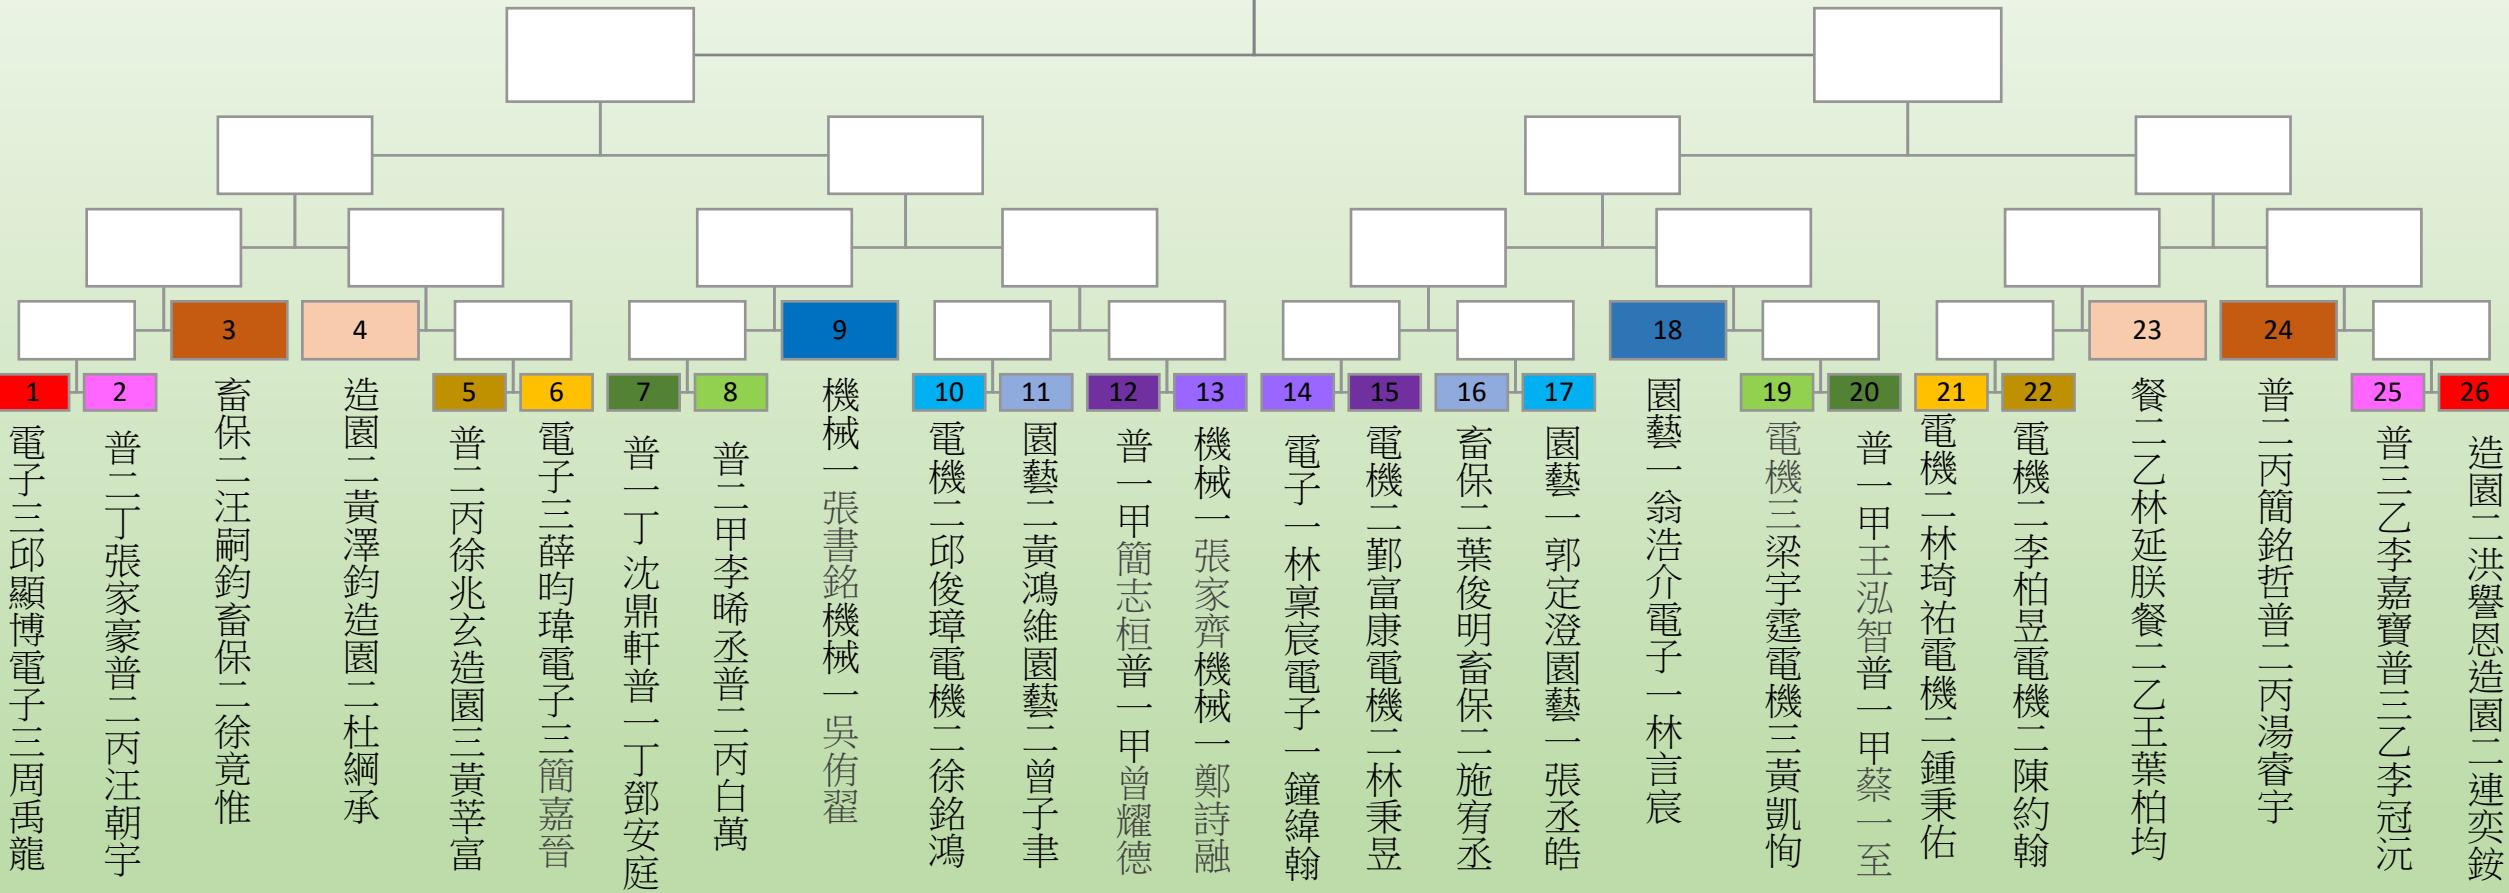 3
4
9
18
23
24
1
2
5
6
7
8
10
11
12
13
14
15
16
17
19
20
21
22
25
26
電子三邱顯博電子三周禹龍
普二丁張家豪普二丙汪朝宇
畜保二汪嗣鈞畜保二徐竟惟
造園二黃澤鈞造園二杜綱承
普二丙徐兆玄造園三黃莘富
電子三薛昀瑋電子三簡嘉晉
普一丁沈鼎軒普一丁鄧安庭
普二甲李晞丞普二丙白萬
機械一張書銘機械一吳侑翟
電機二邱俊璋電機二徐銘鴻
園藝二黃鴻維園藝二曾子聿
普一甲簡志桓普一甲曾耀德
機械一張家齊機械一鄭詩融
電子一林稟宸電子一鐘緯翰
電機二鄞富康電機二林秉昱
畜保二葉俊明畜保二施宥丞
園藝一郭定澄園藝一張丞皓
園藝一翁浩介電子一林言宸
電機三梁宇霆電機三黃凱恂
普一甲王泓智普一甲蔡一至
電機二林琦祐電機二鍾秉佑
電機二李柏昱電機二陳約翰
餐二乙林延朕餐二乙王葉柏均
普二丙簡銘哲普二丙湯睿宇
普三乙李嘉寶普三乙李冠沅
造園二洪譽恩造園二連奕銨